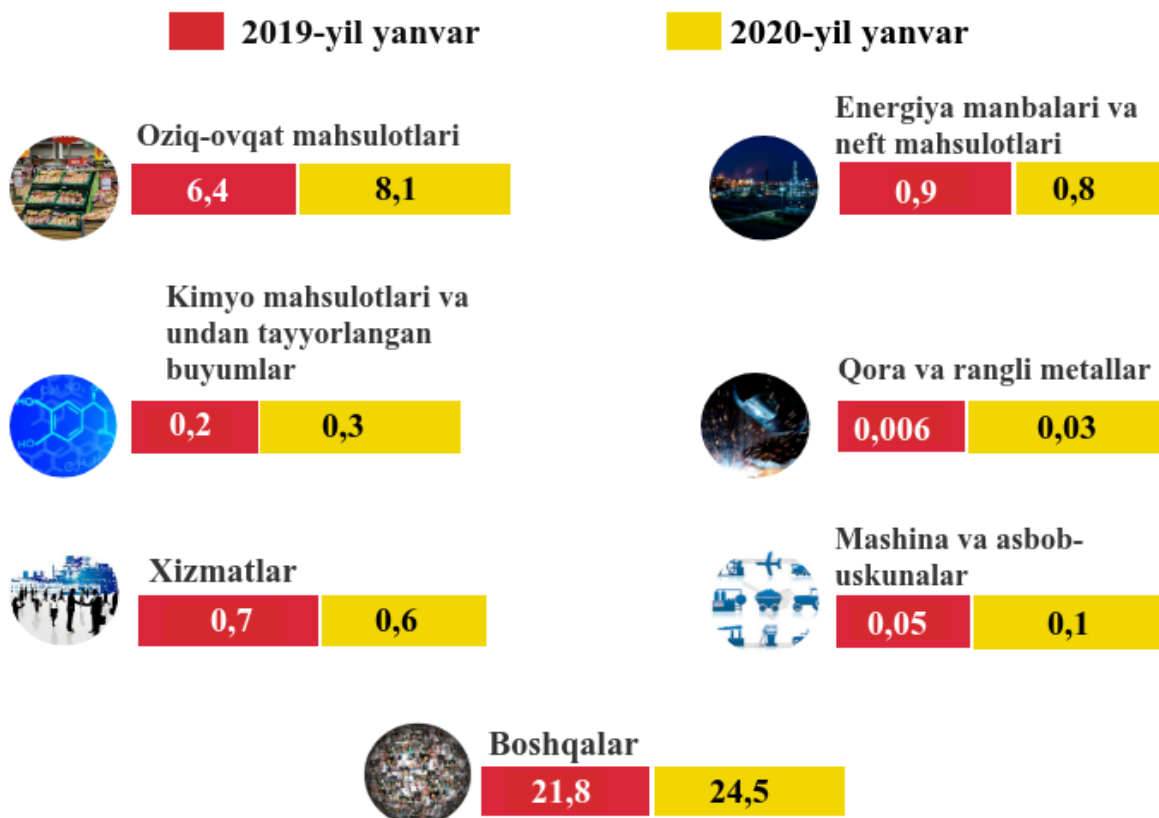 2019-yil yanvar
2020-yil yanvar
Oziq-ovqat mahsulotlari
6,4
8,1
Energiya manbalari va
neft mahsulotlari
0,9
0,8
Kimyo mahsulotlari va
undan tayyorlangan
buyumlar
0,2
0,3
Qora va rangli metallar
0,006
0,03
Xizmatlar
0,7
0,6
Mashina va asbob-
uskunalar
0,05
0,1
Boshqalar
21,8
24,5